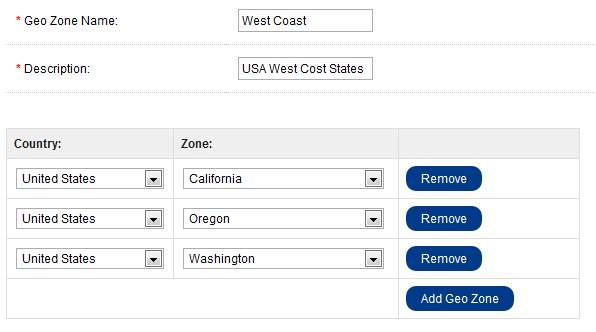 * Geo Zone Name: West Coast
* Description: USA West Cost States
Country: Zone:
United States California Remove
United States Oregon Remove
United States Washington Remove
Add Geo Zone